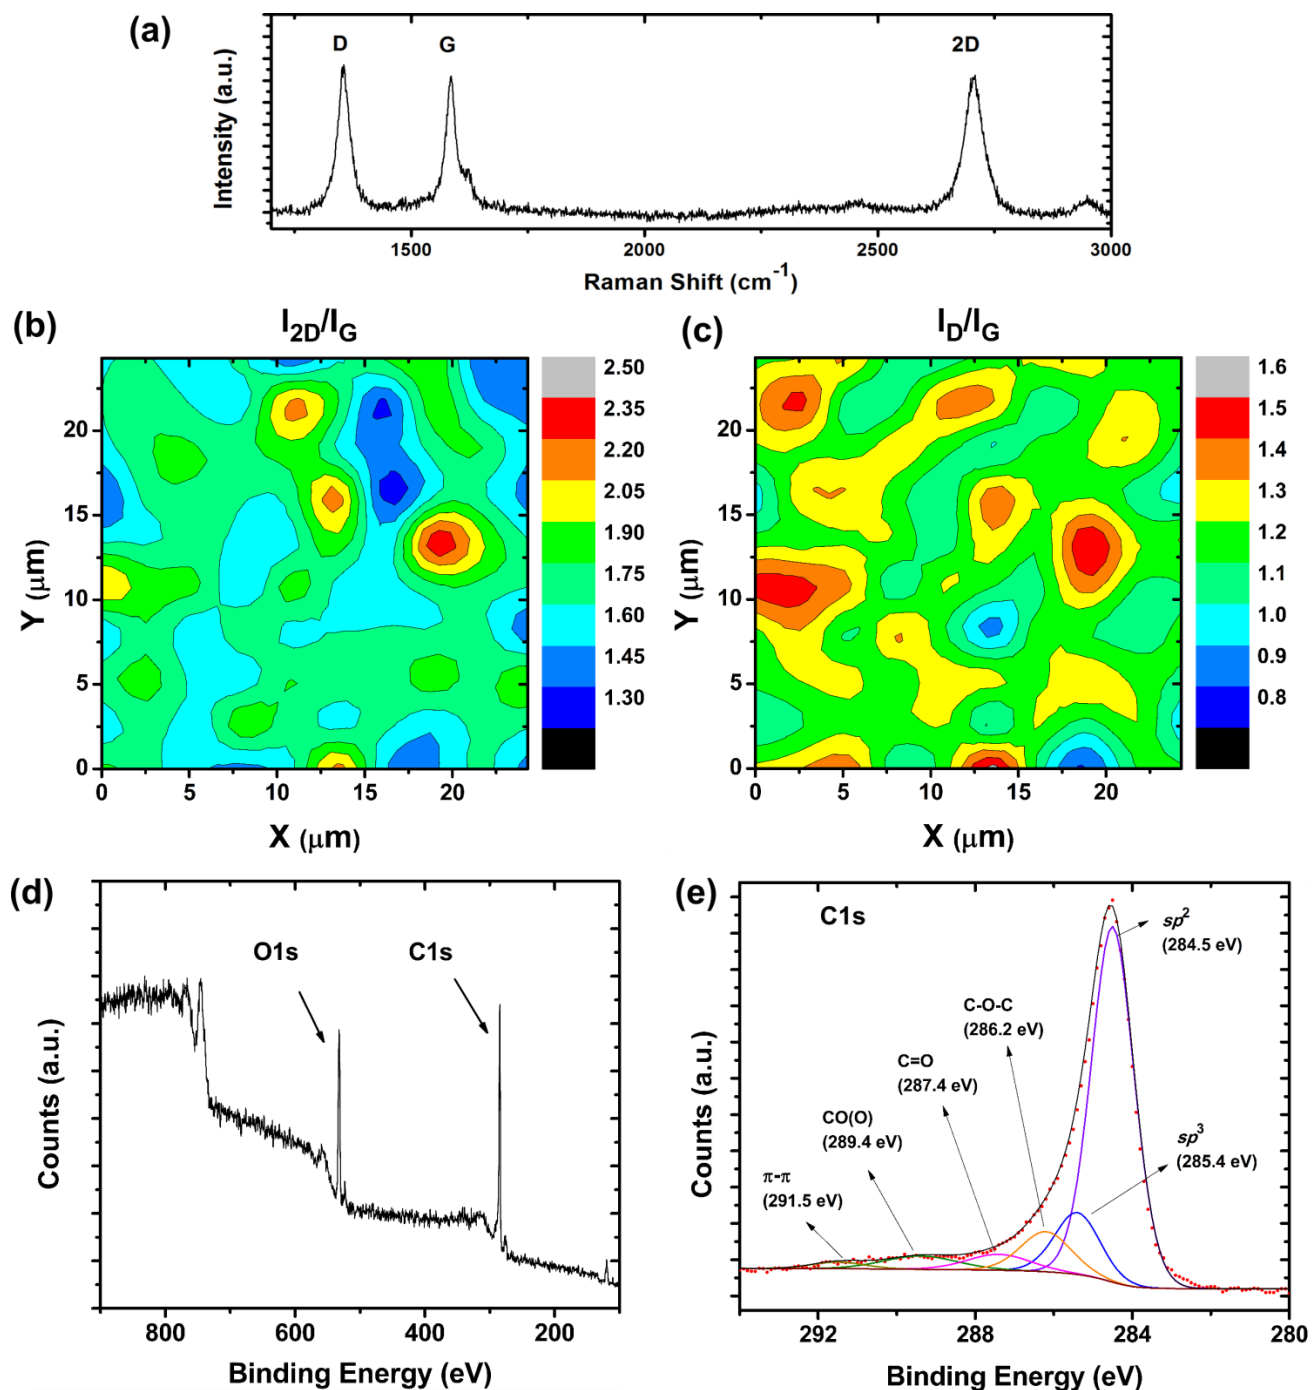 (a)
D
G
2D
Intensity (a.u.)
1500
2000
2500
3000
Raman Shift (cm⁻¹)
(b)
I₂D/IG
20
15
10
5
0
Y (μm)
0
5
10
15
20
X (μm)
2.50
2.35
2.20
2.05
1.90
1.75
1.60
1.45
1.30
(c)
ID/IG
20
15
10
5
0
Y (μm)
0
5
10
15
20
X (μm)
1.6
1.5
1.4
1.3
1.2
1.1
1.0
0.9
0.8
(d)
O1s
C1s
Counts (a.u.)
800
600
400
200
Binding Energy (eV)
(e)
C1s
sp²
(284.5 eV)
C-O-C
(286.2 eV)
C=O
(287.4 eV)
CO(O)
(289.4 eV)
sp³
(285.4 eV)
π-π
(291.5 eV)
Counts (a.u.)
292
288
284
280
Binding Energy (eV)